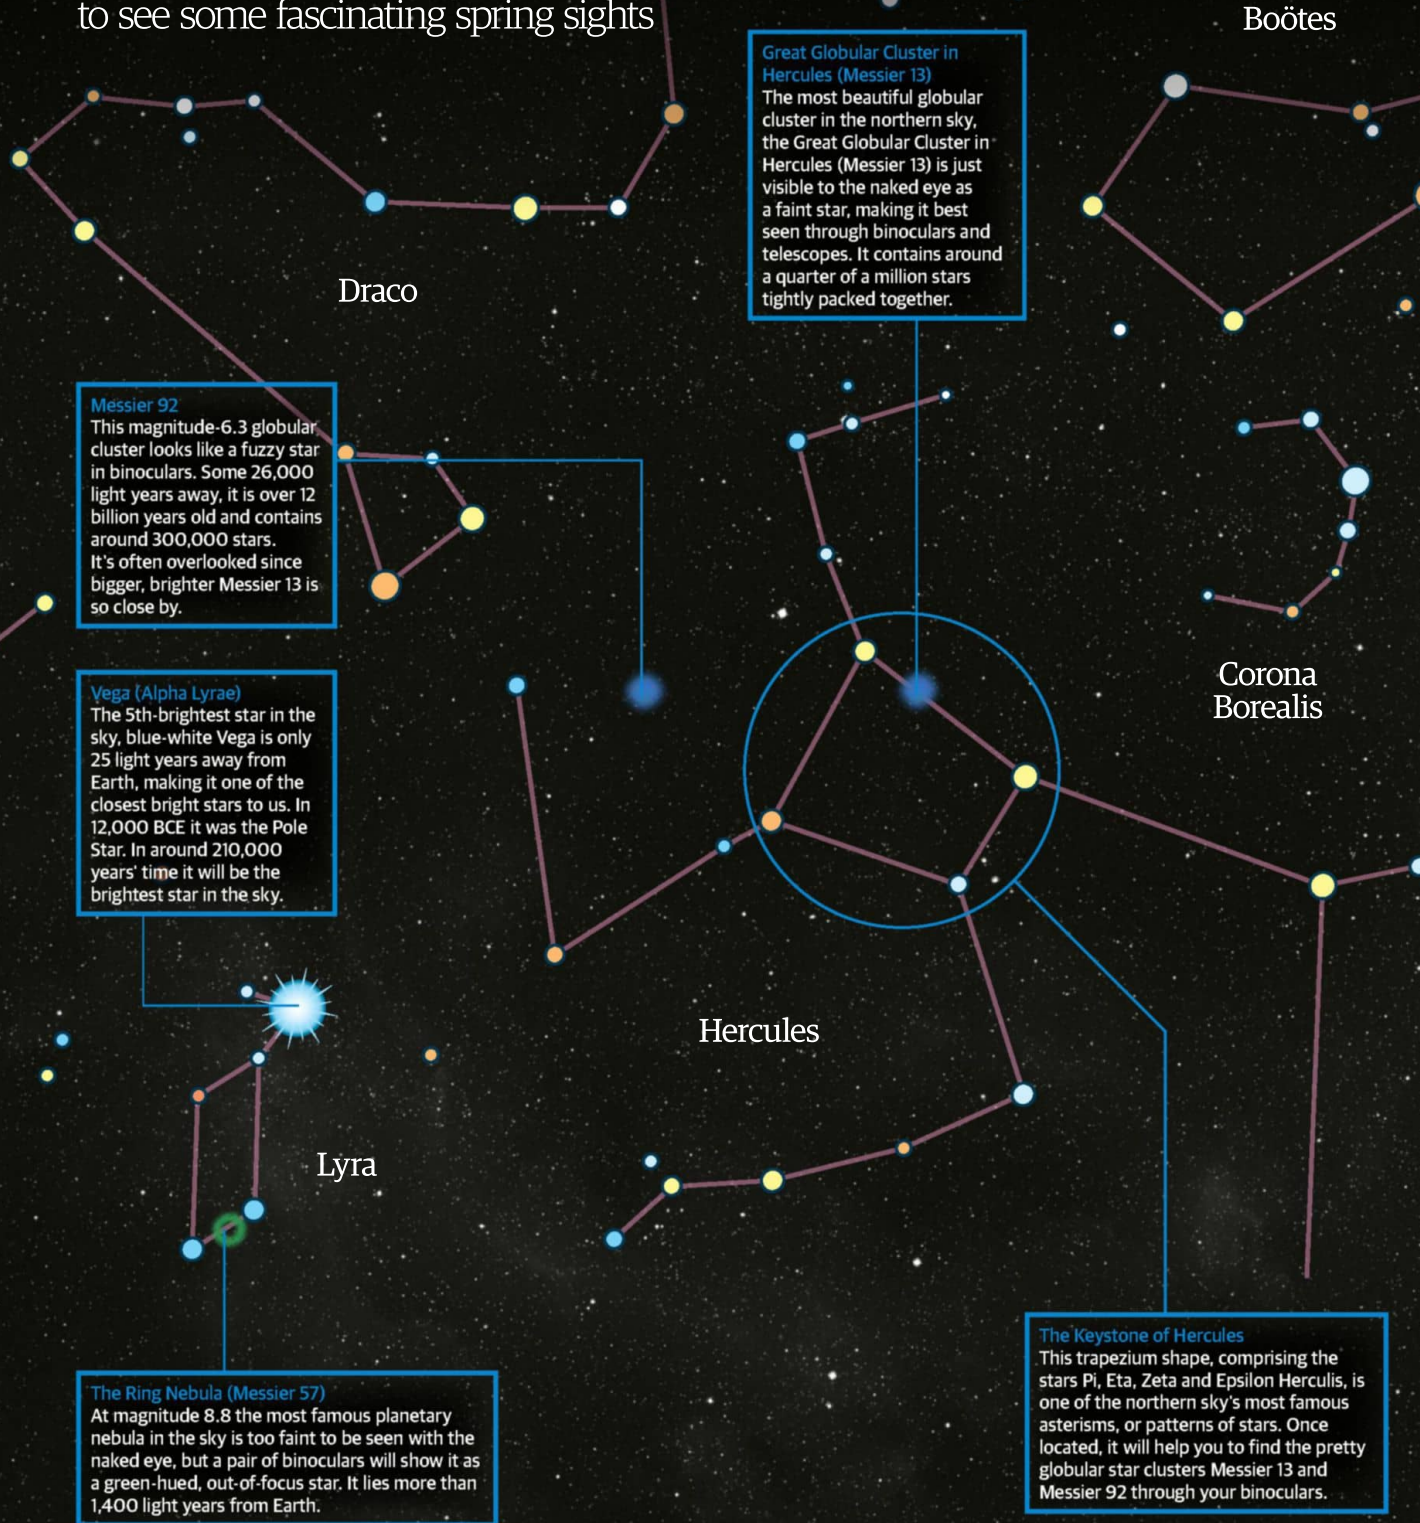 to see some fascinating spring sights
Boötes
Great Globular Cluster in
Hercules (Messier 13)
The most beautiful globular
cluster in the northern sky,
the Great Globular Cluster in
Hercules (Messier 13) is just
visible to the naked eye as
a faint star, making it best
seen through binoculars and
telescopes. It contains around
a quarter of a million stars
tightly packed together.
Draco
Messier 92
This magnitude-6.3 globular
cluster looks like a fuzzy star
in binoculars. Some 26,000
light years away, it is over 12
billion years old and contains
around 300,000 stars.
It's often overlooked since
bigger, brighter Messier 13 is
so close by.
Corona
Borealis
Vega (Alpha Lyrae)
The 5th-brightest star in the
sky, blue-white Vega is only
25 light years away from
Earth, making it one of the
closest bright stars to us. In
12,000 BCE it was the Pole
Star. In around 210,000
years' time it will be the
brightest star in the sky.
Hercules
Lyra
The Keystone of Hercules
This trapezium shape, comprising the
stars Pi, Eta, Zeta and Epsilon Herculis, is
one of the northern sky's most famous
asterisms, or patterns of stars. Once
located, it will help you to find the pretty
globular star clusters Messier 13 and
Messier 92 through your binoculars.
The Ring Nebula (Messier 57)
At magnitude 8.8 the most famous planetary
nebula in the sky is too faint to be seen with the
naked eye, but a pair of binoculars will show it as
a green-hued, out-of-focus star. It lies more than
1,400 light years from Earth.